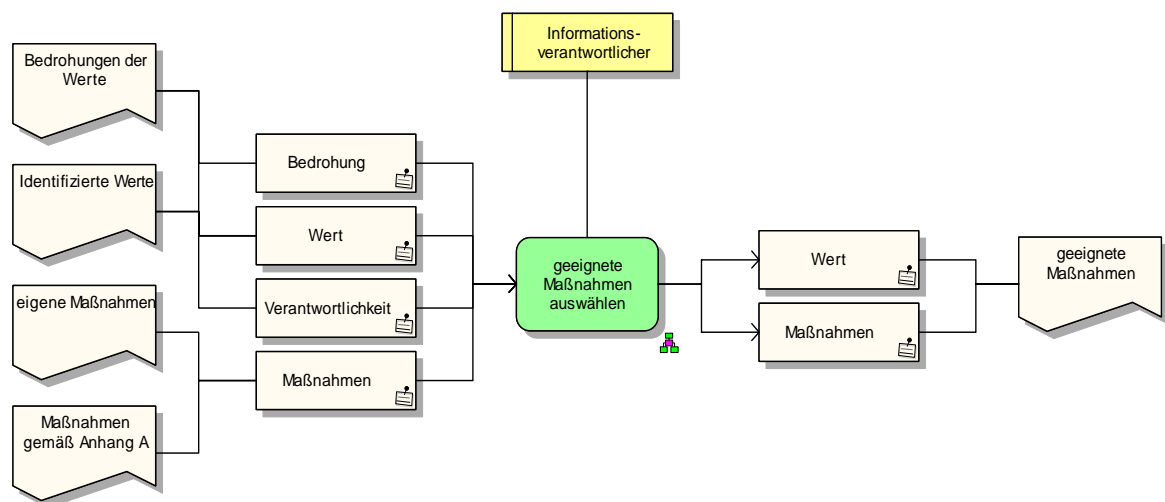 Informations-
verantwortlicher
Bedrohungen der
Werte
Identifizierte Werte
eigene Maßnahmen
Maßnahmen
gemäß Anhang A
Bedrohung
Wert
Verantwortlichkeit
Maßnahmen
geeignete
Maßnahmen
auswählen
Wert
Maßnahmen
geeignete
Maßnahmen